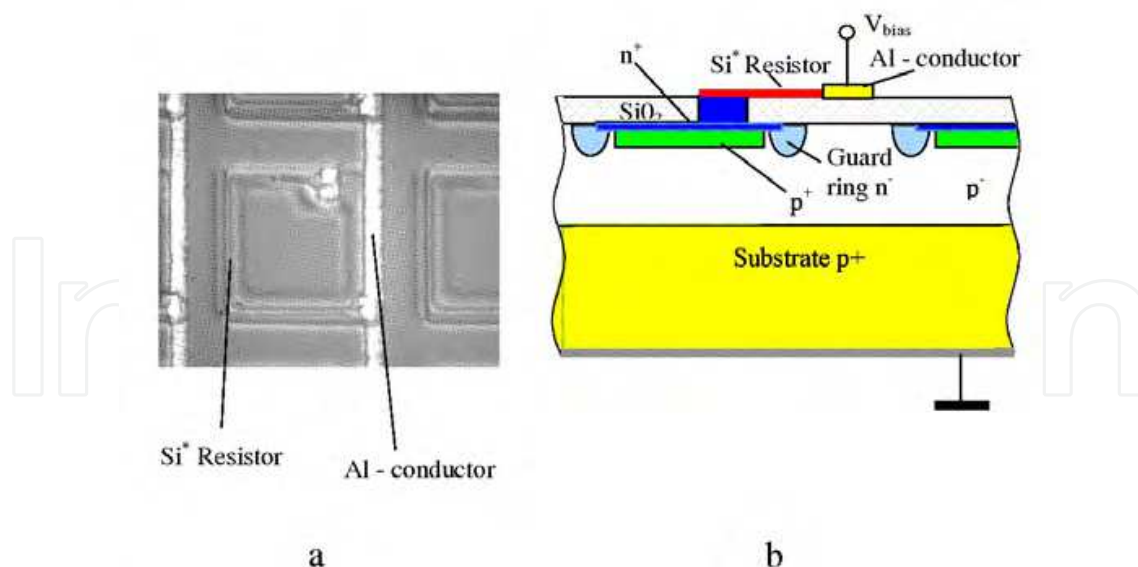 V_bias
n⁺
Si* Resistor
Al - conductor
SiO₂
Guard
ring n⁻
p⁺
p⁻
Substrate p+
Si* Resistor
Al - conductor
a
b